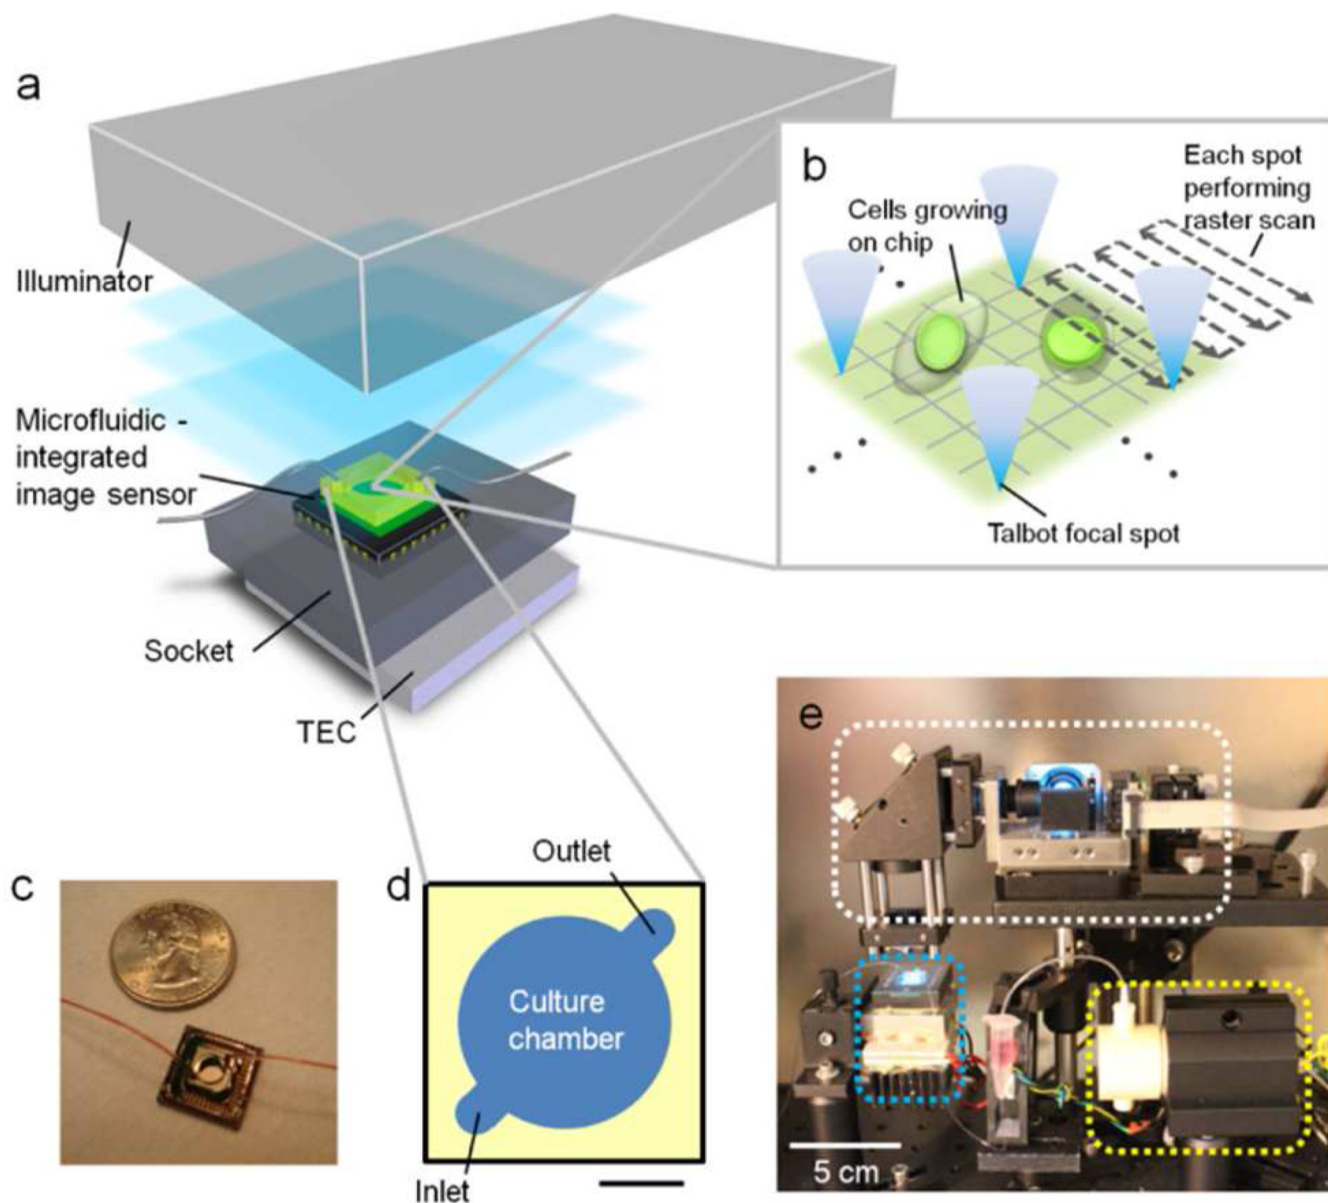 a
Illuminator
Microfluidic -
integrated
image sensor
Socket
TEC
b
Cells growing
on chip
Each spot
performing
raster scan
Talbot focal spot
c
d
Outlet
Culture
chamber
Inlet
e
5 cm